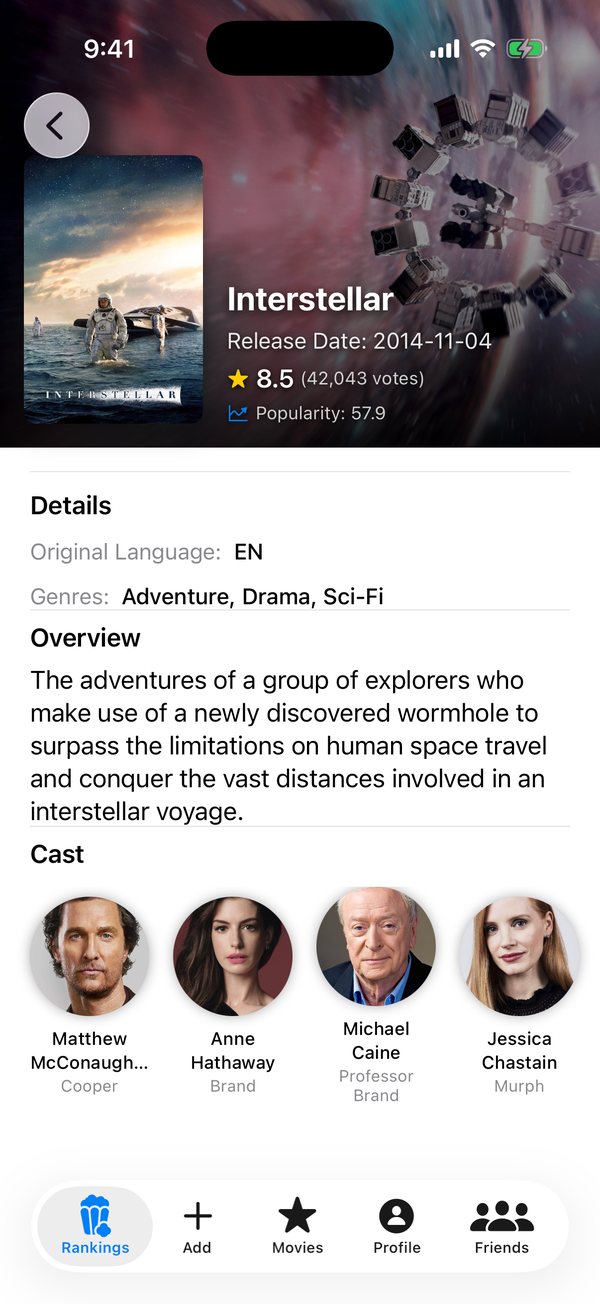 9:41
INTERSTELLAR
Interstellar
Release Date: 2014-11-04
8.5 (42,043 votes)
Popularity: 57.9
Details
Original Language: EN
Genres: Adventure, Drama, Sci-Fi
Overview
The adventures of a group of explorers who
make use of a newly discovered wormhole to
surpass the limitations on human space travel
and conquer the vast distances involved in an
interstellar voyage.
Cast
Matthew
McConaugh...
Cooper
Anne
Hathaway
Brand
Michael
Caine
Professor
Brand
Jessica
Chastain
Murph
Rankings
Add
Movies
Profile
Friends